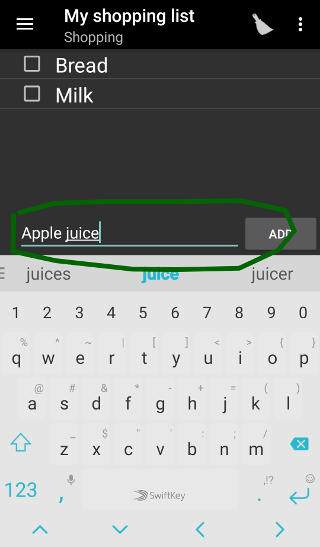 My shopping list
Shopping
Bread
Milk
Apple juice
ADD
juices juice juicer
1 2 3 4 5 6 7 8 9 0
% ^ ~ | [ ] < > { }
q w e r t y u i o p
@ # & * - + = ( )
a s d f g h j k l
_ $ " ' : ; /
z x c v b n m
123 , SwiftKey . ,!?